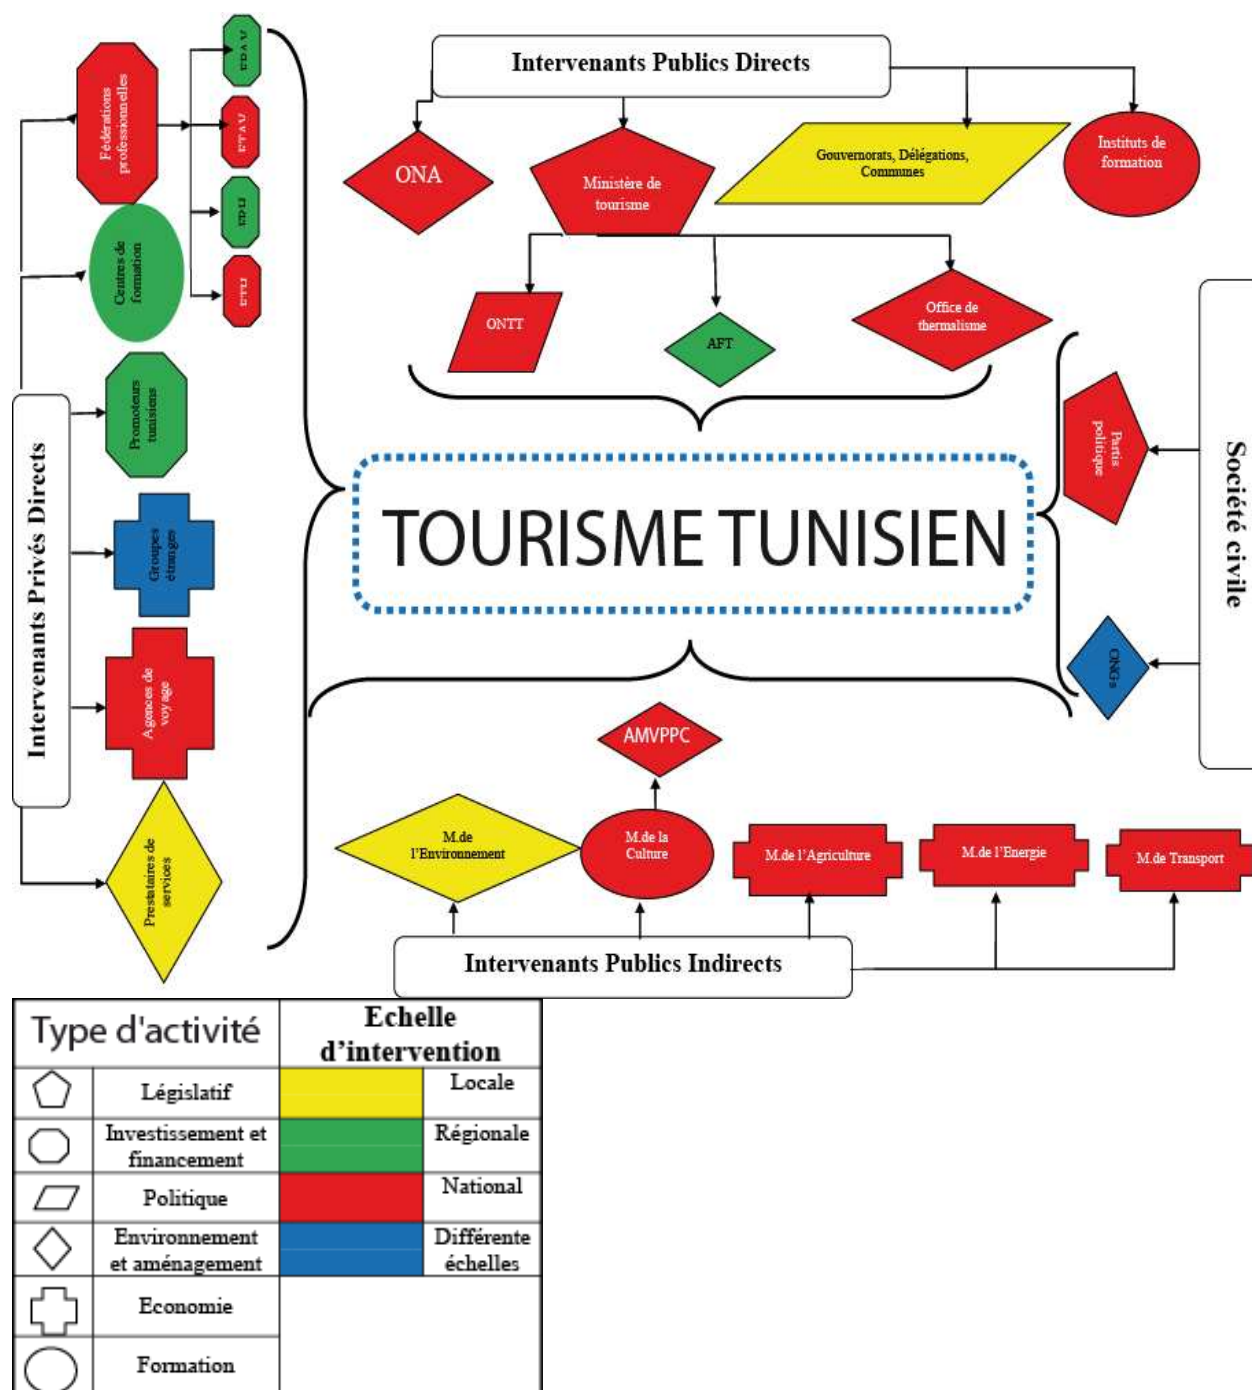 Intervenants Publics Directs
ONA
Ministère de
tourisme
Gouvernorats, Délégations,
Communes
Instituts de
formation
ONTT
AFT
Office de
thermalisme
Fédérations
professionnelles
Centres de
formation
Promoteurs
tunisiens
Groupes
étranges
Agences de
voyage
Prestataires de
services
Intervenants Privés Directs
TOURISME TUNISIEN
Partis
politique
ONGs
Société civile
AMVPPC
M.de
l’Environnement
M.de la
Culture
M.de l’Agriculture
M.de l’Energie
M.de Transport
Intervenants Publics Indirects
Type d'activité
Echelle
d’intervention
Législatif
Locale
Investissement et
financement
Régionale
Politique
National
Environnement
et aménagement
Différente
échelles
Economie
Formation